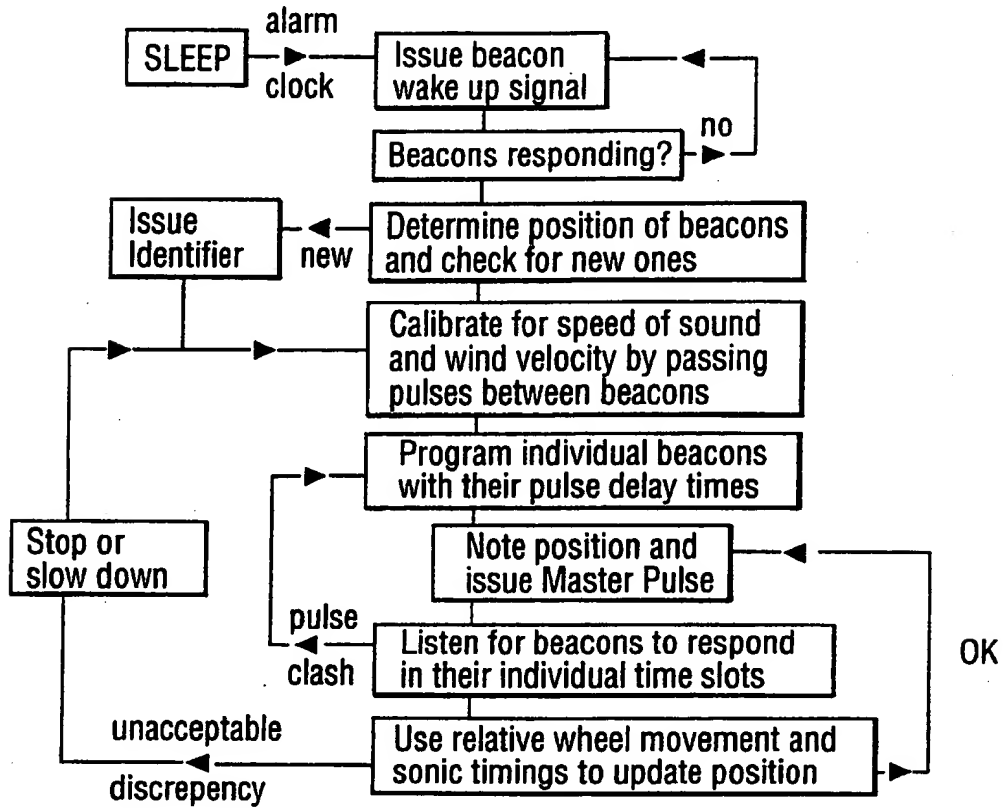 alarm
SLEEP
clock
Issue beacon
wake up signal
Beacons responding?
no
Issue
Identifier
new
Determine position of beacons
and check for new ones
Calibrate for speed of sound
and wind velocity by passing
pulses between beacons
Program individual beacons
with their pulse delay times
Stop or
slow down
Note position and
issue Master Pulse
pulse
clash
Listen for beacons to respond
in their individual time slots
OK
unacceptable
discrepency
Use relative wheel movement and
sonic timings to update position